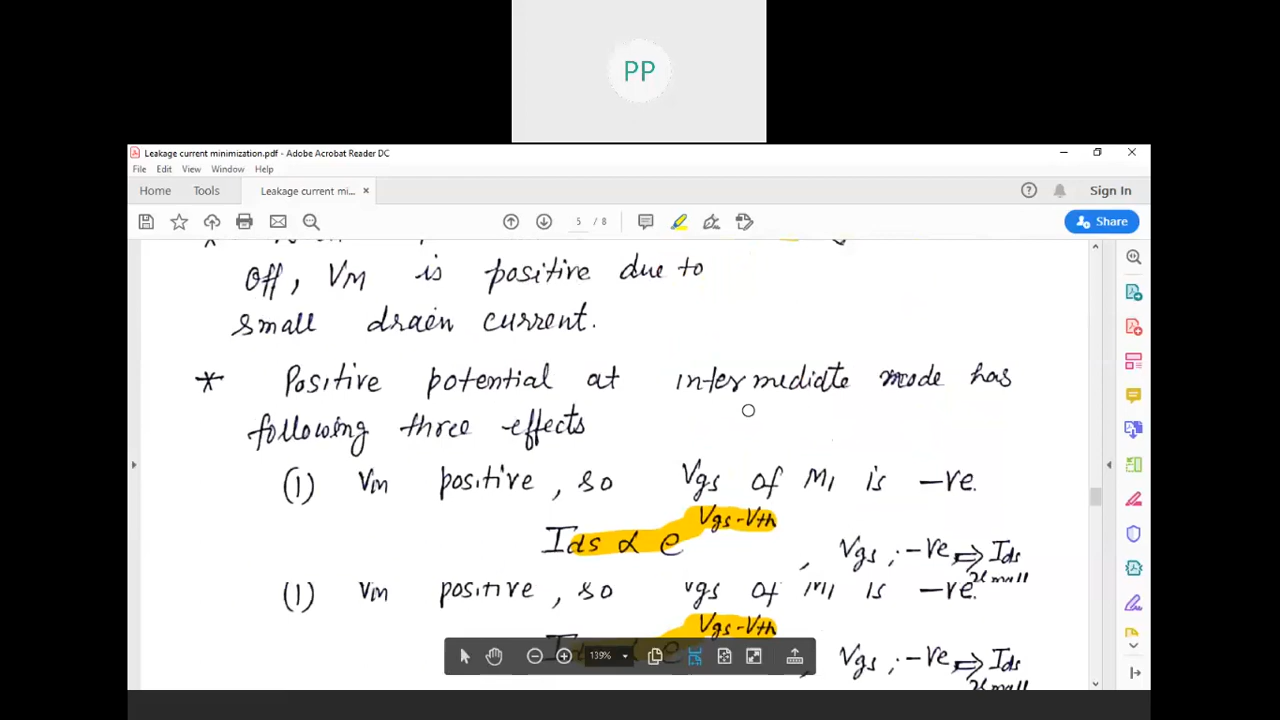 PP
Leakage current minimization.pdf - Adobe Acrobat Reader DC
File Edit View Window Help
Home Tools Leakage current mi... × Sign In
5 / 8 Share
Off, VM is positive due to
small drain current.
* Positive potential at intermediate mode has
following three effects
(1) Vm positive, so Vgs of M1 is -ve.
Ids ∝ e^Vgs-Vth , Vgs ; -ve ⇒ Ids
small
(1) Vm positive, so Vgs of M1 is -ve.
Vgs-Vth
139%
, Vgs ; -ve ⇒ Ids
small